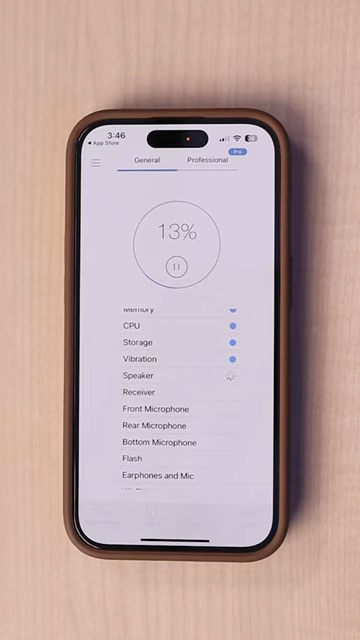 3:46
◀ App Store
Pro
General Professional
13%
Memory
CPU
Storage
Vibration
Speaker
Receiver
Front Microphone
Rear Microphone
Bottom Microphone
Flash
Earphones and Mic